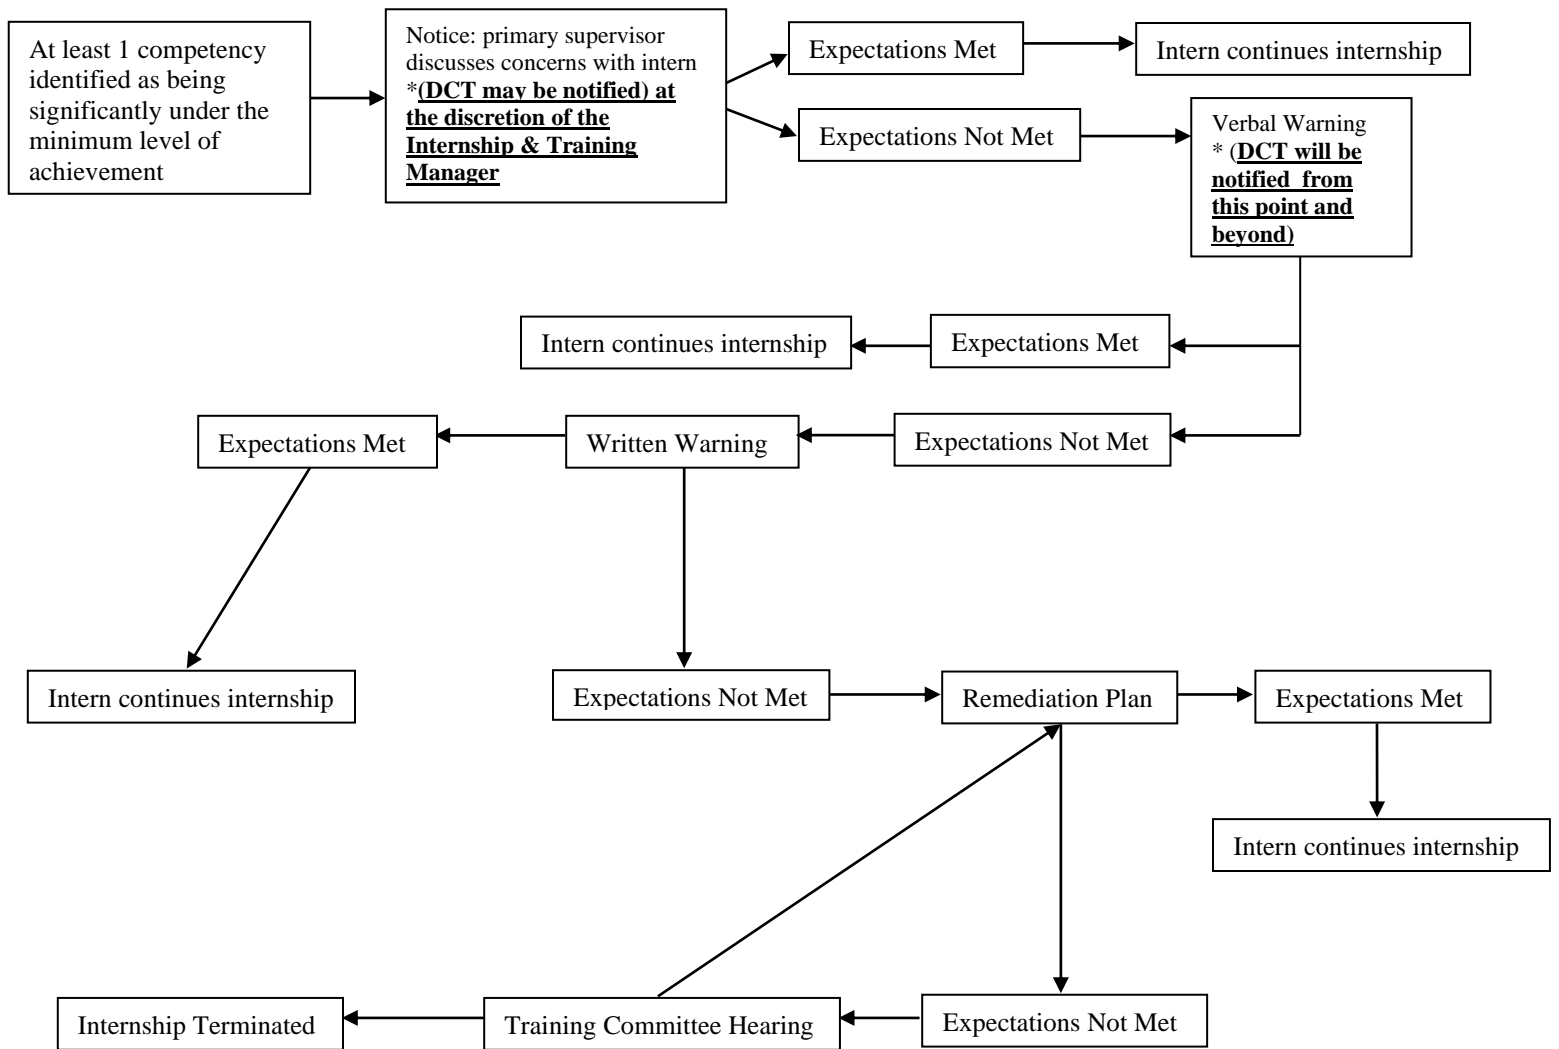 At least 1 competency
identified as being
significantly under the
minimum level of
achievement
Notice: primary supervisor
discusses concerns with intern
*(DCT may be notified) at
the discretion of the
Internship & Training
Manager
Expectations Met
Intern continues internship
Expectations Not Met
Verbal Warning
* (DCT will be
notified from
this point and
beyond)
Intern continues internship
Expectations Met
Expectations Met
Written Warning
Expectations Not Met
Intern continues internship
Expectations Not Met
Remediation Plan
Expectations Met
Intern continues internship
Internship Terminated
Training Committee Hearing
Expectations Not Met